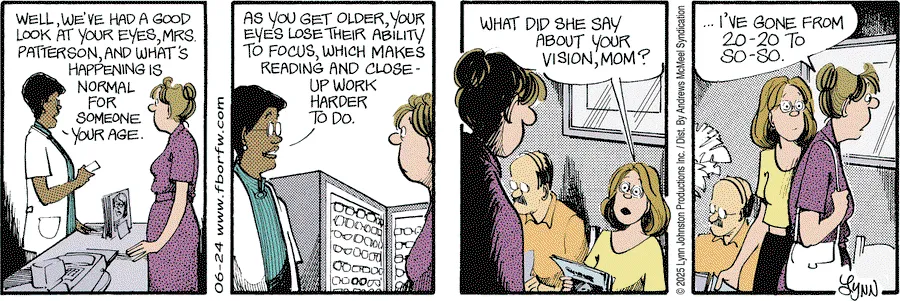 WELL, WE'VE HAD A GOOD
LOOK AT YOUR EYES, MRS.
PATTERSON, AND WHAT'S
HAPPENING IS
NORMAL
FOR
SOMEONE
YOUR AGE.
06-24 www.fborfw.com
AS YOU GET OLDER, YOUR
EYES LOSE THEIR ABILITY
TO FOCUS, WHICH MAKES
READING AND CLOSE-
UP WORK
HARDER
TO DO.
WHAT DID SHE SAY
ABOUT YOUR
VISION, MOM?
© 2025 Lynn Johnston Productions Inc. / Dist. By Andrews McMeel Syndication
...I'VE GONE FROM
20-20 TO
SO-SO.
LYNN